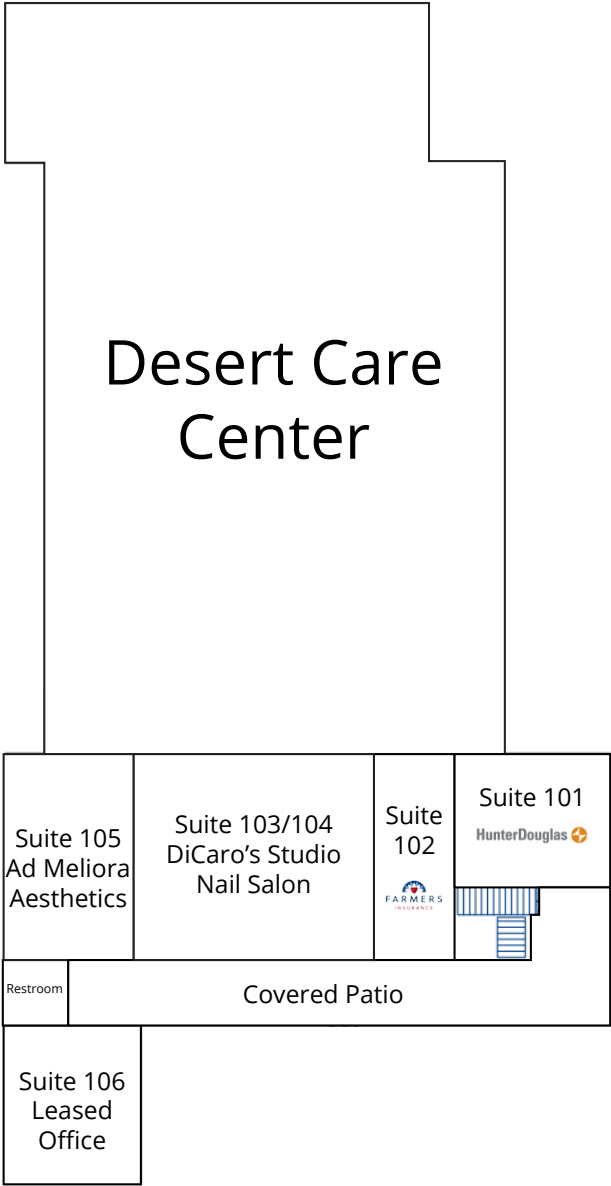 Desert Care
Center
Suite 105
Ad Meliora
Aesthetics
Suite 103/104
DiCaro’s Studio
Nail Salon
Suite
102
FARMERS
INSURANCE
Suite 101
HunterDouglas
Restroom
Covered Patio
Suite 106
Leased
Office